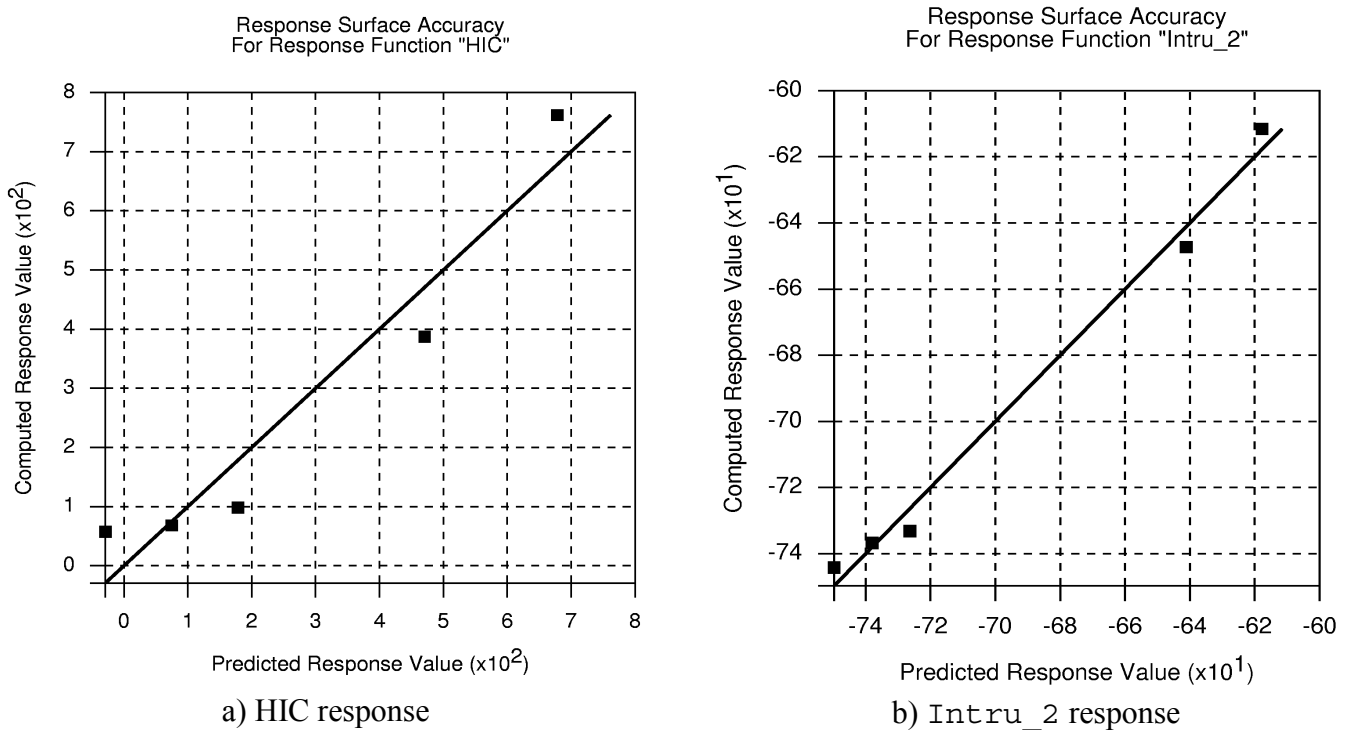 Response Surface Accuracy
For Response Function "HIC"
8
7
6
5
4
3
2
1
0
Computed Response Value (x10²)
0 1 2 3 4 5 6 7 8
Predicted Response Value (x10²)
a) HIC response
Response Surface Accuracy
For Response Function "Intru_2"
-60
-62
-64
-66
-68
-70
-72
-74
Computed Response Value (x10¹)
-74 -72 -70 -68 -66 -64 -62 -60
Predicted Response Value (x10¹)
b) Intru_2 response